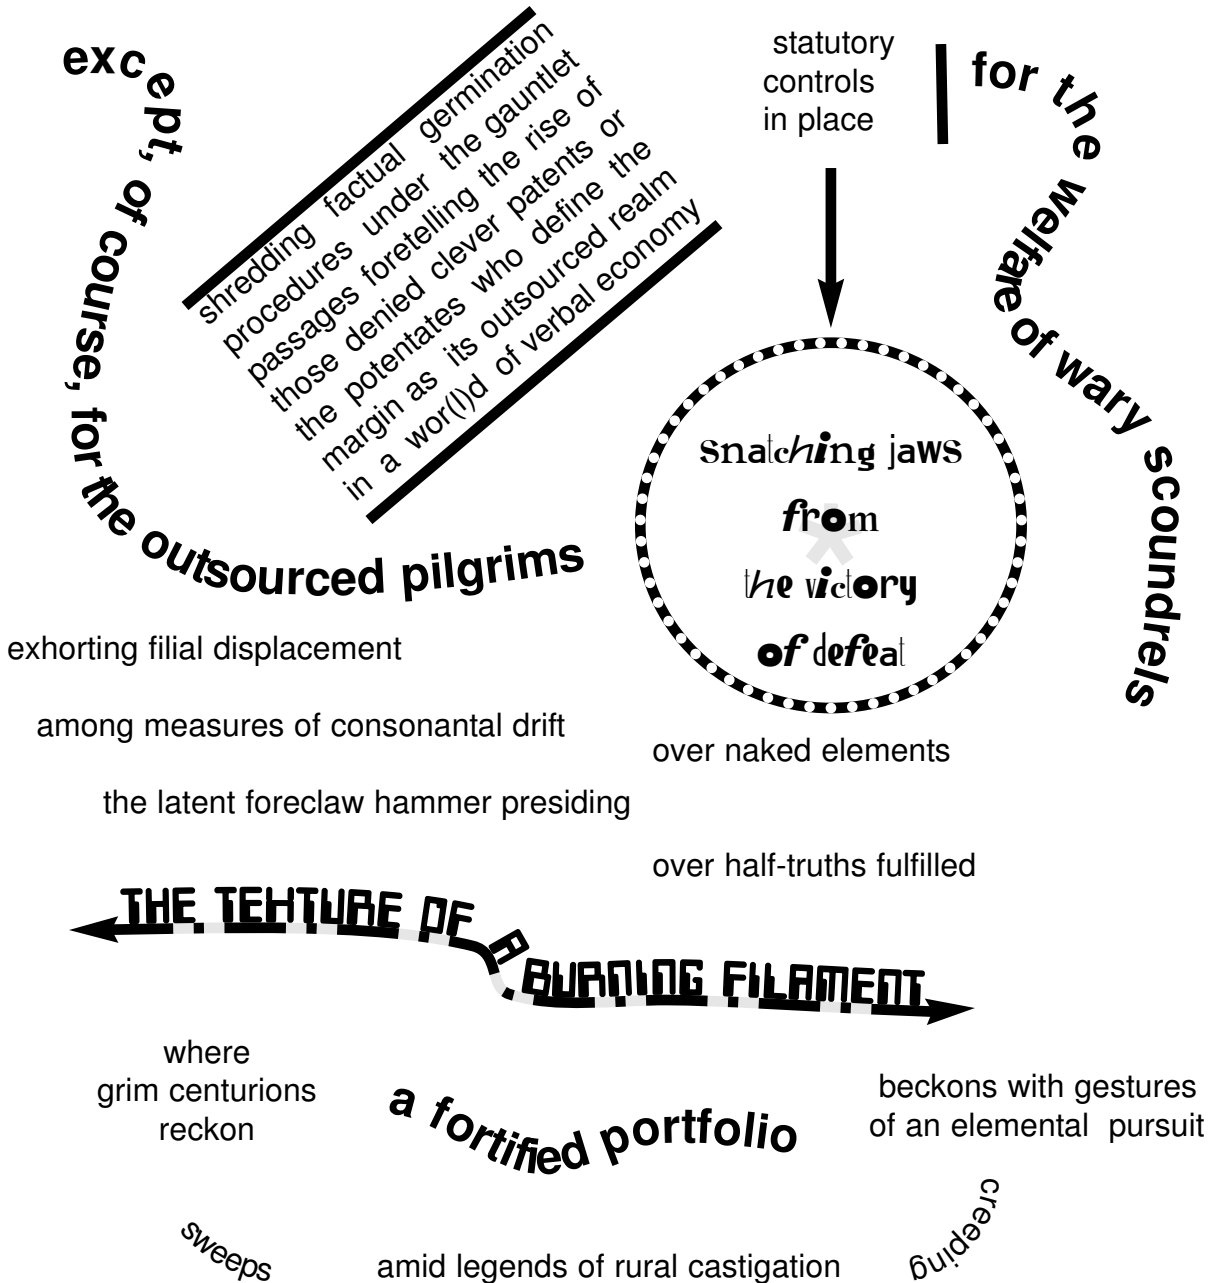 except, of course, for the outsourced pilgrims
shredding factual germination
procedures under the gauntlet
passages foretelling the rise of
those denied clever patents or
the potentates who define the
margin as its outsourced realm
in a wor(l)d of verbal economy
statutory
controls
in place
for the welfare of wary scoundrels
snatching jaws
from
*
the victory
of defeat
exhorting filial displacement
among measures of consonantal drift
over naked elements
the latent foreclaw hammer presiding
over half-truths fulfilled
THE TEXTURE OF A BURNING FILAMENT
where
grim centurions
reckon
a fortified portfolio
beckons with gestures
of an elemental pursuit
sweeps
amid legends of rural castigation
creeping